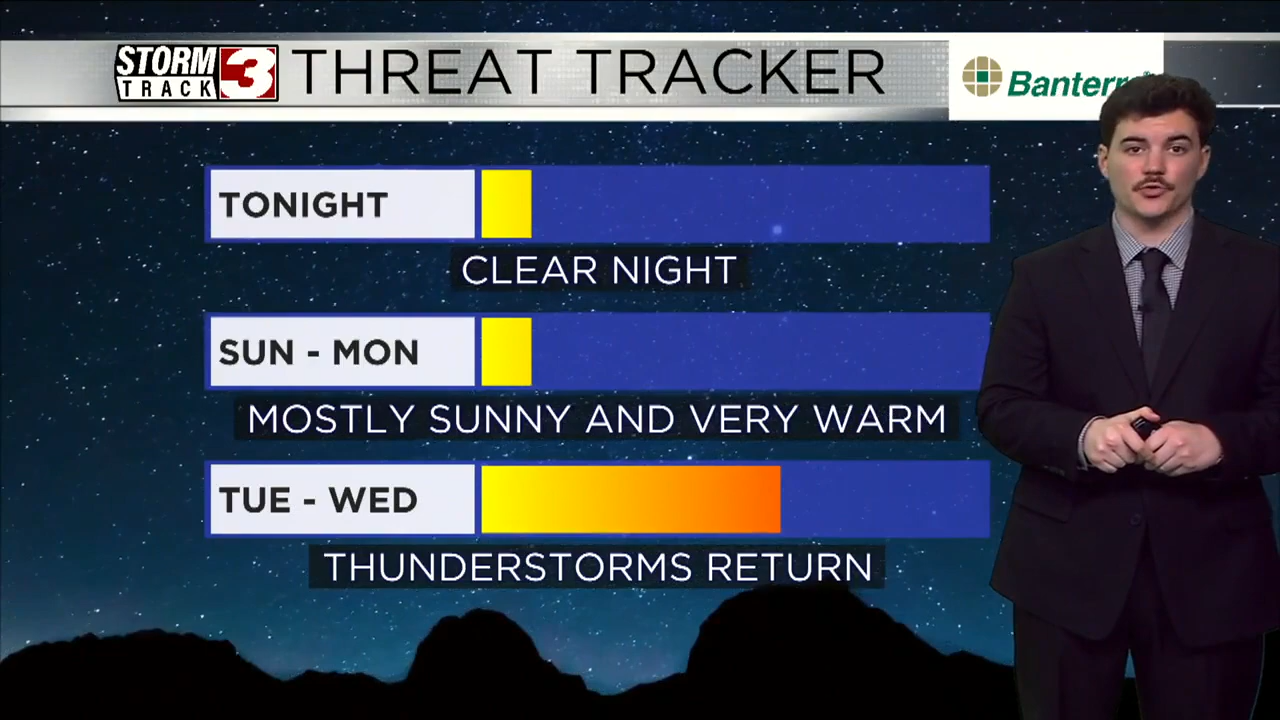 STORM
TRACK 3
THREAT TRACKER
TONIGHT
CLEAR NIGHT
SUN - MON
MOSTLY SUNNY AND VERY WARM
TUE - WED
THUNDERSTORMS RETURN